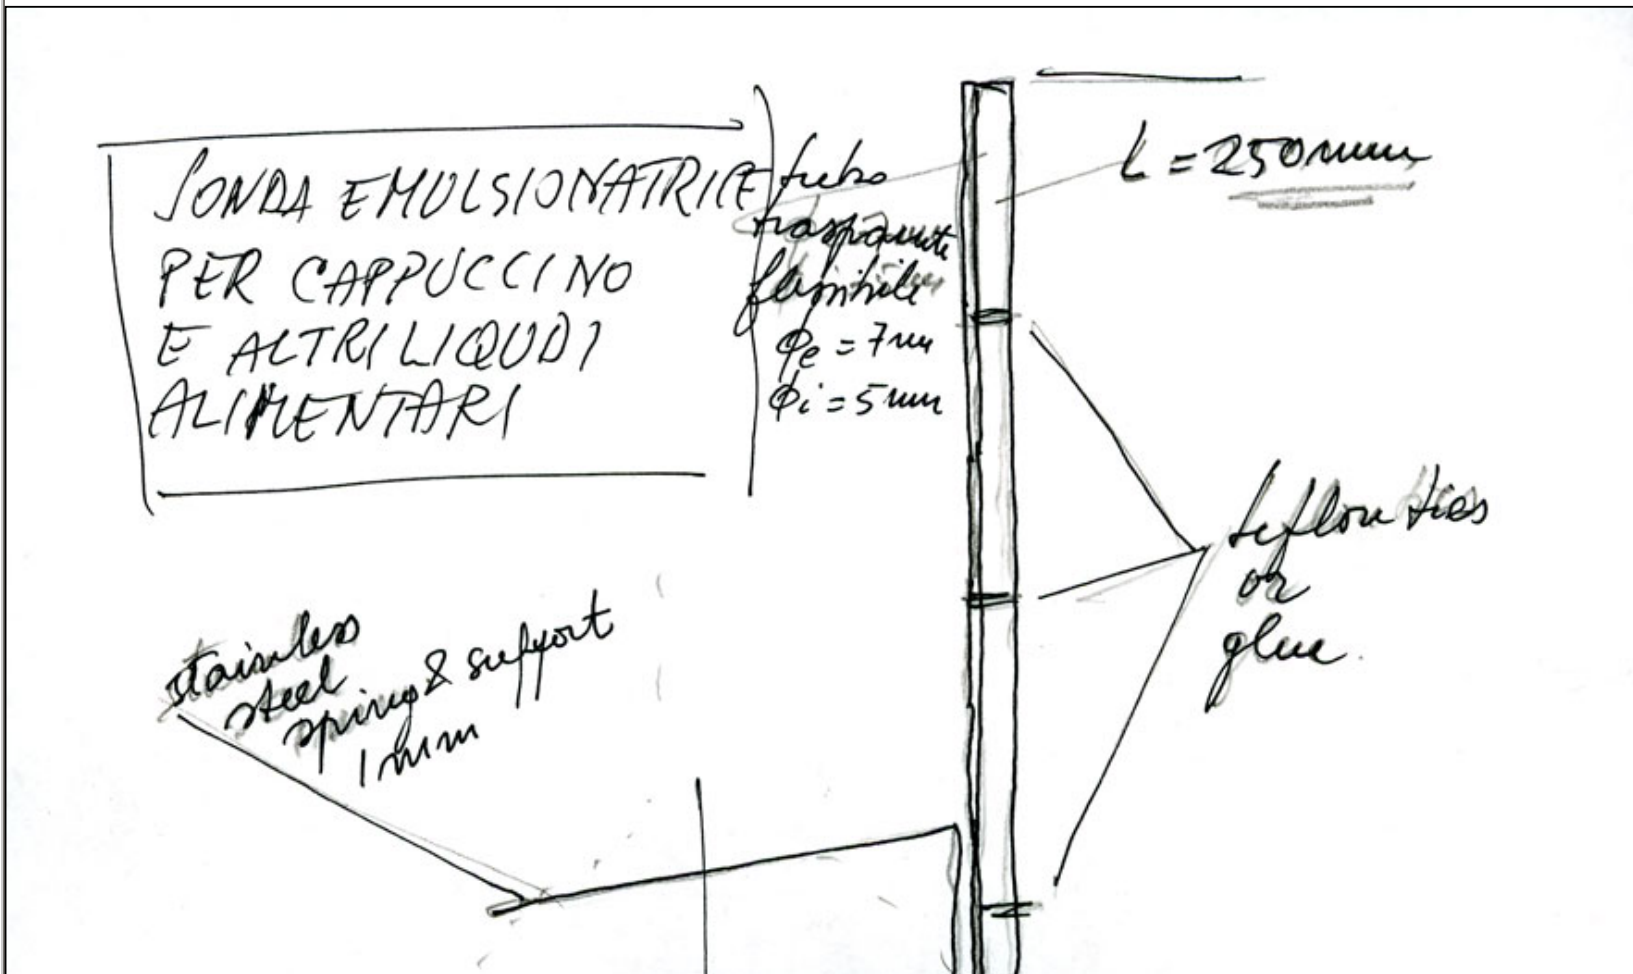 SONDA EMULSIONATRICE
PER CAPPUCCINO
E ALTRI LIQUIDI
ALIMENTARI
tubo
trasparente
flessibile
ϕe = 7mm
ϕi = 5mm
L = 250mm
teflon ties
or
glue.
stainless
steel
spring & support
1mm